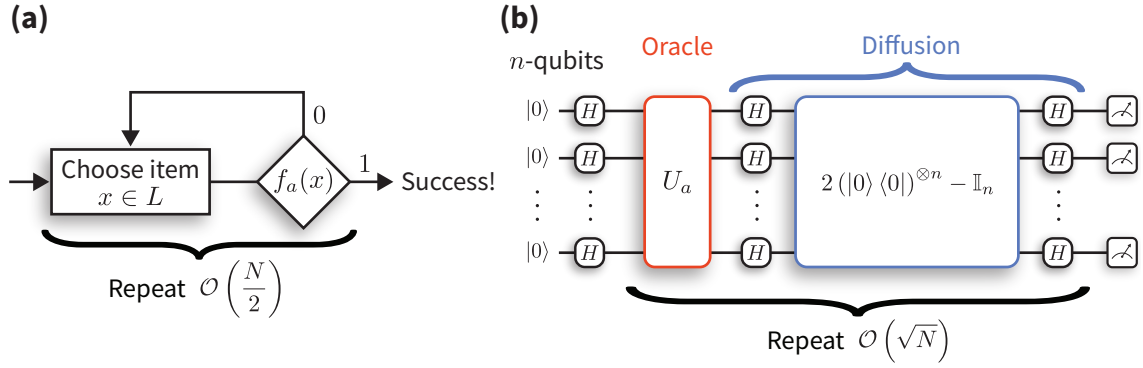 (a)
0
Choose item
x ∈ L
f_a(x)
1
Success!
Repeat 𝒪(N/2)
(b)
n-qubits
Oracle
Diffusion
|0⟩ H H H
|0⟩ H H H
U_a
2 (|0⟩ ⟨0|)^{⊗n} − 𝕀_n
|0⟩ H H H
Repeat 𝒪(√N)